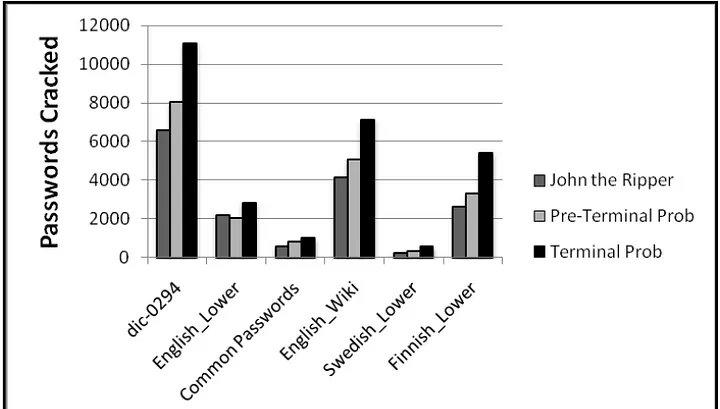 Passwords Cracked
12000
10000
8000
6000
4000
2000
0
dic-0294
English_Lower
Common Passwords
English_Wiki
Swedish_Lower
Finnish_Lower
John the Ripper
Pre-Terminal Prob
Terminal Prob